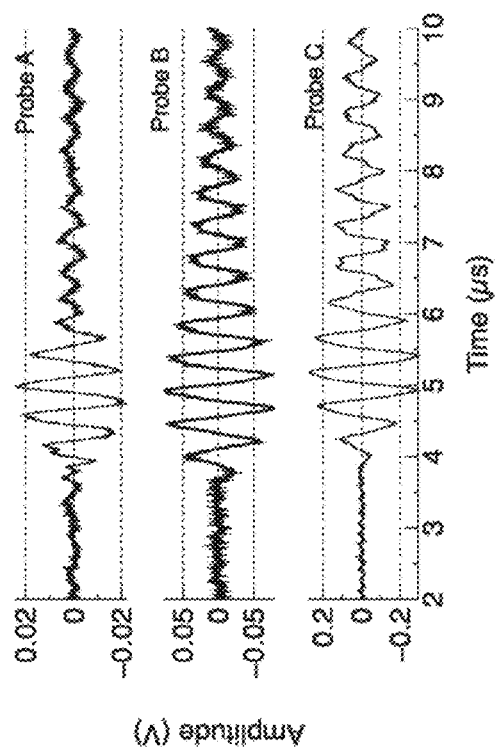 Probe A
0.02
0
-0.02
Probe B
0.05
0
-0.05
Probe C
0.2
0
-0.2
2 3 4 5 6 7 8 9 10
Time (μs)
Amplitude (V)